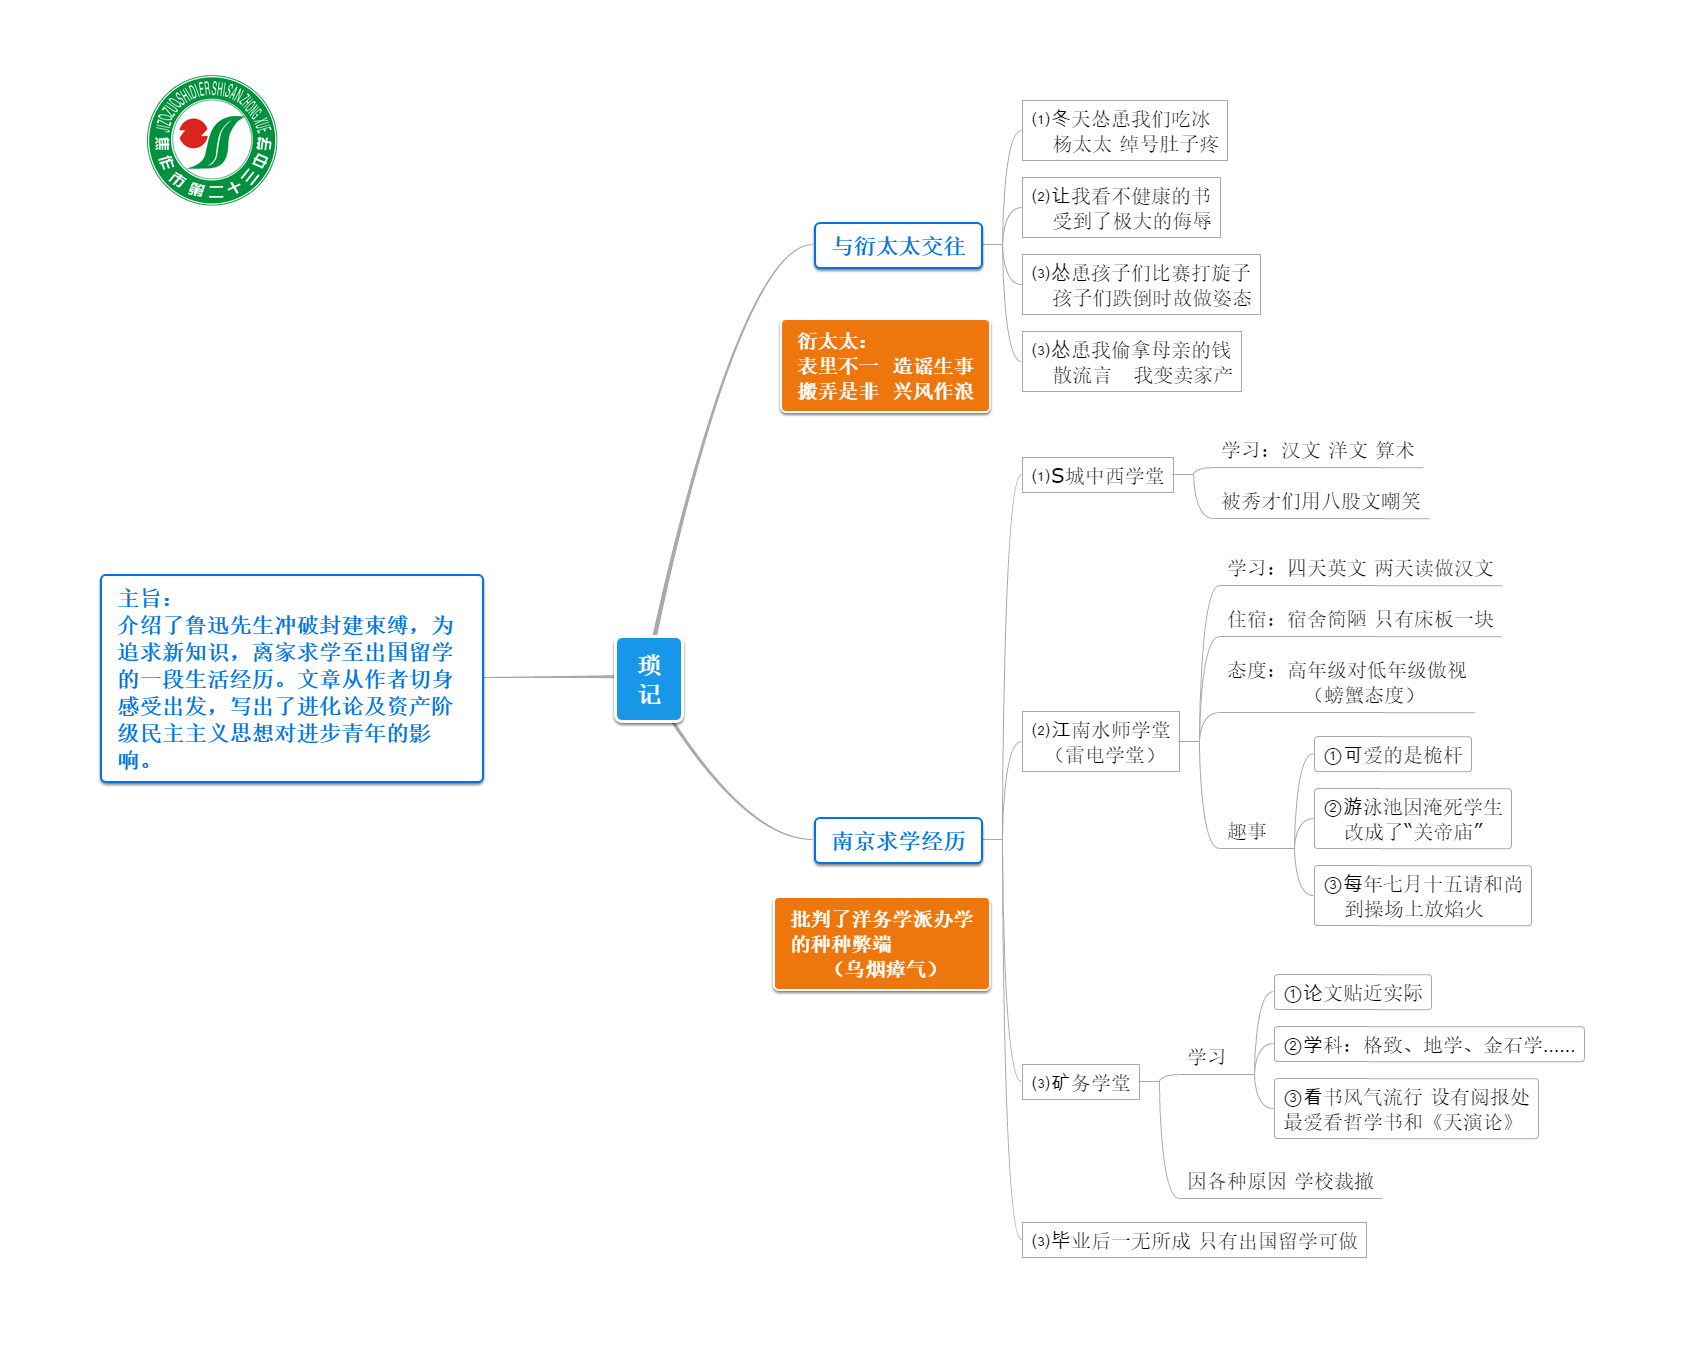 JIZOZUOSHIDIER SHISANZHONG XUE
焦作市第二十三中学
主旨：
介绍了鲁迅先生冲破封建束缚，为
追求新知识，离家求学至出国留学
的一段生活经历。文章从作者切身
感受出发，写出了进化论及资产阶
级民主主义思想对进步青年的影
响。
琐
记
与衍太太交往
衍太太：
表里不一 造谣生事
搬弄是非 兴风作浪
(1)冬天怂恿我们吃冰
杨太太 绰号肚子疼
(2)让我看不健康的书
受到了极大的侮辱
(3)怂恿孩子们比赛打旋子
孩子们跌倒时故做姿态
(3)怂恿我偷拿母亲的钱
散流言 我变卖家产
南京求学经历
批判了洋务学派办学
的种种弊端
（乌烟瘴气）
(1)S城中西学堂
学习：汉文 洋文 算术
被秀才们用八股文嘲笑
(2)江南水师学堂
（雷电学堂）
学习：四天英文 两天读做汉文
住宿：宿舍简陋 只有床板一块
态度：高年级对低年级傲视
（螃蟹态度）
趣事
①可爱的是桅杆
②游泳池因淹死学生
改成了“关帝庙”
③每年七月十五请和尚
到操场上放焰火
(3)矿务学堂
学习
①论文贴近实际
②学科：格致、地学、金石学......
③看书风气流行 设有阅报处
最爱看哲学书和《天演论》
因各种原因 学校裁撤
(3)毕业后一无所成 只有出国留学可做